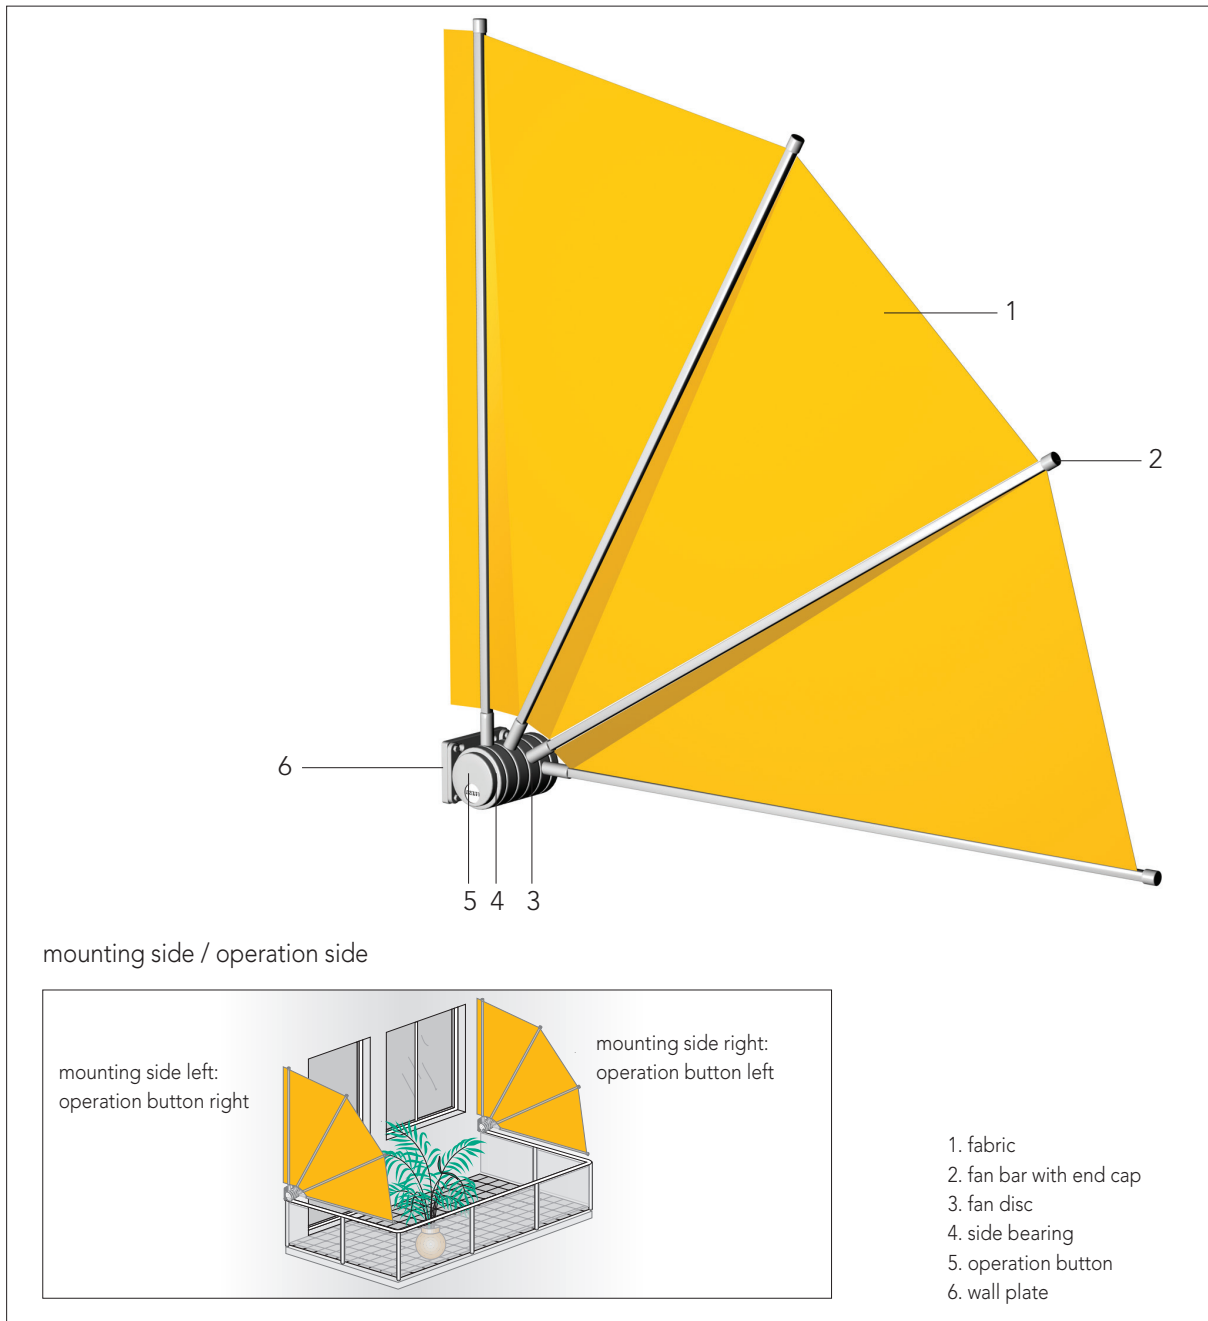 1
2
6
5 4 3
mounting side / operation side
mounting side left:
operation button right
mounting side right:
operation button left
1. fabric
2. fan bar with end cap
3. fan disc
4. side bearing
5. operation button
6. wall plate